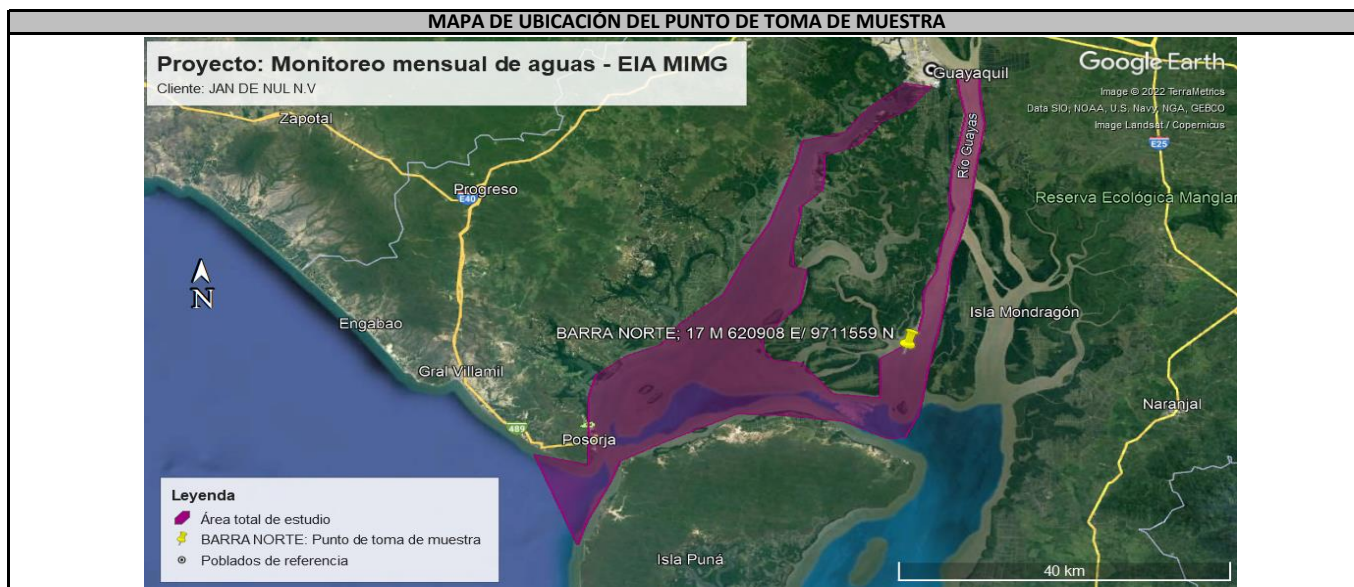 MAPA DE UBICACIÓN DEL PUNTO DE TOMA DE MUESTRA
Proyecto: Monitoreo mensual de aguas - EIA MIMG
Cliente: JAN DE NUL N.V
Google Earth
Image © 2022 TerraMetrics
Data SIO, NOAA, U.S. Navy, NGA, GEBCO
Image Landsat / Copernicus
Guayaquil
Zapotal
E25
Río Guayas
Progreso
E40
Reserva Ecológica Manglar
Isla Mondragón
Engabao
BARRA NORTE; 17 M 620908 E/ 9711559 N
Gral Villamil
Naranjal
489
Posorja
N
Leyenda
Área total de estudio
BARRA NORTE: Punto de toma de muestra
Poblados de referencia
Isla Puná
40 km